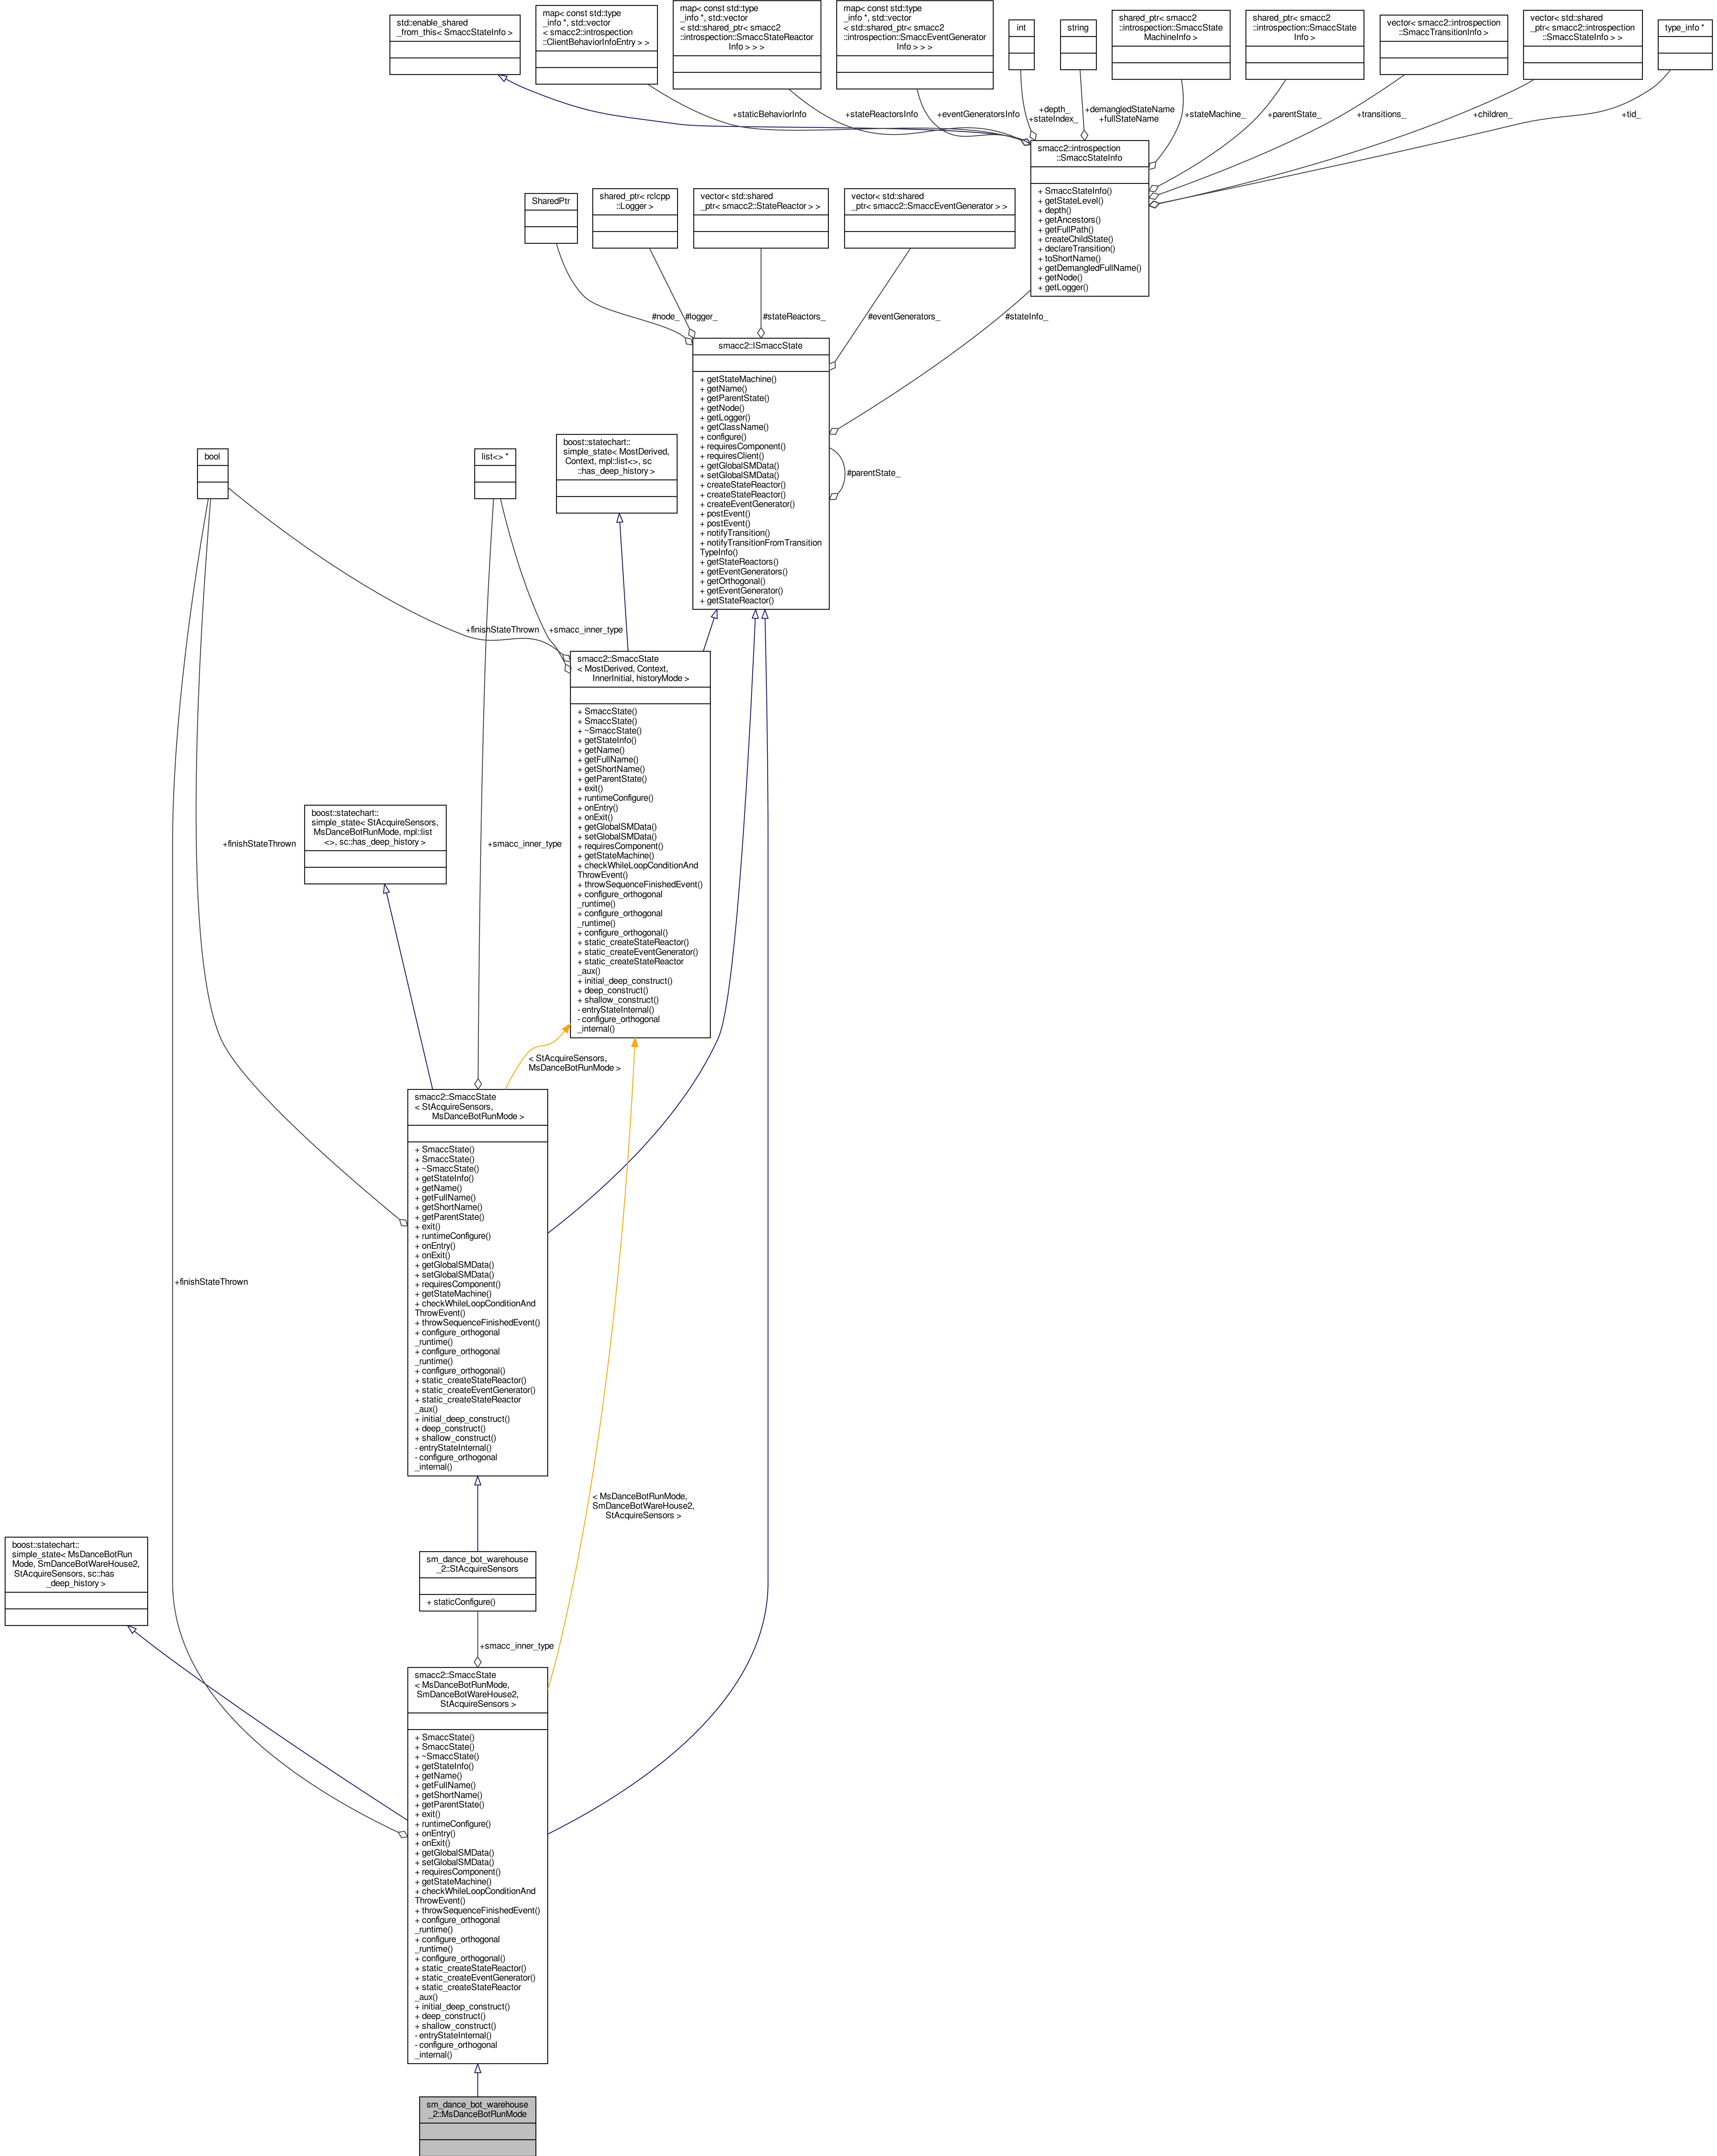 std::enable_shared
_from_this< SmaccStateInfo >
map< const std::type
_info *, std::vector
< smacc2::introspection
::ClientBehaviorInfoEntry > >
map< const std::type
_info *, std::vector
< std::shared_ptr< smacc2
::introspection::SmaccStateReactor
Info > > >
map< const std::type
_info *, std::vector
< std::shared_ptr< smacc2
::introspection::SmaccEventGenerator
Info > > >
int
string
shared_ptr< smacc2
::introspection::SmaccState
MachineInfo >
shared_ptr< smacc2
::introspection::SmaccState
Info >
vector< smacc2::introspection
::SmaccTransitionInfo >
vector< std::shared
_ptr< smacc2::introspection
::SmaccStateInfo > >
type_info *
+staticBehaviorInfo
+stateReactorsInfo
+eventGeneratorsInfo
+depth_
+stateIndex_
+demangledStateName
+fullStateName
+stateMachine_
+parentState_
+transitions_
+children_
+tid_
smacc2::introspection
::SmaccStateInfo
+ SmaccStateInfo()
+ getStateLevel()
+ depth()
+ getAncestors()
+ getFullPath()
+ createChildState()
+ declareTransition()
+ toShortName()
+ getDemangledFullName()
+ getNode()
+ getLogger()
SharedPtr
shared_ptr< rclcpp
::Logger >
vector< std::shared
_ptr< smacc2::StateReactor > >
vector< std::shared
_ptr< smacc2::SmaccEventGenerator > >
#node_
#logger_
#stateReactors_
#eventGenerators_
#stateInfo_
smacc2::ISmaccState
+ getStateMachine()
+ getName()
+ getParentState()
+ getNode()
+ getLogger()
+ getClassName()
+ configure()
+ requiresComponent()
+ requiresClient()
+ getGlobalSMData()
+ setGlobalSMData()
+ createStateReactor()
+ createStateReactor()
+ createEventGenerator()
+ postEvent()
+ postEvent()
+ notifyTransition()
+ notifyTransitionFromTransition
TypeInfo()
+ getStateReactors()
+ getEventGenerators()
+ getOrthogonal()
+ getEventGenerator()
+ getStateReactor()
#parentState_
bool
list<> *
boost::statechart::
simple_state< MostDerived,
Context, mpl::list<>, sc
::has_deep_history >
+finishStateThrown
+smacc_inner_type
smacc2::SmaccState
< MostDerived, Context,
InnerInitial, historyMode >
+ SmaccState()
+ SmaccState()
+ ~SmaccState()
+ getStateInfo()
+ getName()
+ getFullName()
+ getShortName()
+ getParentState()
+ exit()
+ runtimeConfigure()
+ onEntry()
+ onExit()
+ getGlobalSMData()
+ setGlobalSMData()
+ requiresComponent()
+ getStateMachine()
+ checkWhileLoopConditionAnd
ThrowEvent()
+ throwSequenceFinishedEvent()
+ configure_orthogonal
_runtime()
+ configure_orthogonal
_runtime()
+ configure_orthogonal()
+ static_createStateReactor()
+ static_createEventGenerator()
+ static_createStateReactor
_aux()
+ initial_deep_construct()
+ deep_construct()
+ shallow_construct()
- entryStateInternal()
- configure_orthogonal
_internal()
boost::statechart::
simple_state< StAcquireSensors,
MsDanceBotRunMode, mpl::list
<>, sc::has_deep_history >
+finishStateThrown
+smacc_inner_type
< StAcquireSensors,
MsDanceBotRunMode >
smacc2::SmaccState
< StAcquireSensors,
MsDanceBotRunMode >
+ SmaccState()
+ SmaccState()
+ ~SmaccState()
+ getStateInfo()
+ getName()
+ getFullName()
+ getShortName()
+ getParentState()
+ exit()
+ runtimeConfigure()
+ onEntry()
+ onExit()
+ getGlobalSMData()
+ setGlobalSMData()
+ requiresComponent()
+ getStateMachine()
+ checkWhileLoopConditionAnd
ThrowEvent()
+ throwSequenceFinishedEvent()
+ configure_orthogonal
_runtime()
+ configure_orthogonal
_runtime()
+ configure_orthogonal()
+ static_createStateReactor()
+ static_createEventGenerator()
+ static_createStateReactor
_aux()
+ initial_deep_construct()
+ deep_construct()
+ shallow_construct()
- entryStateInternal()
- configure_orthogonal
_internal()
+finishStateThrown
< MsDanceBotRunMode,
SmDanceBotWareHouse2,
StAcquireSensors >
boost::statechart::
simple_state< MsDanceBotRun
Mode, SmDanceBotWareHouse2,
StAcquireSensors, sc::has
_deep_history >
sm_dance_bot_warehouse
_2::StAcquireSensors
+ staticConfigure()
+smacc_inner_type
smacc2::SmaccState
< MsDanceBotRunMode,
SmDanceBotWareHouse2,
StAcquireSensors >
+ SmaccState()
+ SmaccState()
+ ~SmaccState()
+ getStateInfo()
+ getName()
+ getFullName()
+ getShortName()
+ getParentState()
+ exit()
+ runtimeConfigure()
+ onEntry()
+ onExit()
+ getGlobalSMData()
+ setGlobalSMData()
+ requiresComponent()
+ getStateMachine()
+ checkWhileLoopConditionAnd
ThrowEvent()
+ throwSequenceFinishedEvent()
+ configure_orthogonal
_runtime()
+ configure_orthogonal
_runtime()
+ configure_orthogonal()
+ static_createStateReactor()
+ static_createEventGenerator()
+ static_createStateReactor
_aux()
+ initial_deep_construct()
+ deep_construct()
+ shallow_construct()
- entryStateInternal()
- configure_orthogonal
_internal()
sm_dance_bot_warehouse
_2::MsDanceBotRunMode